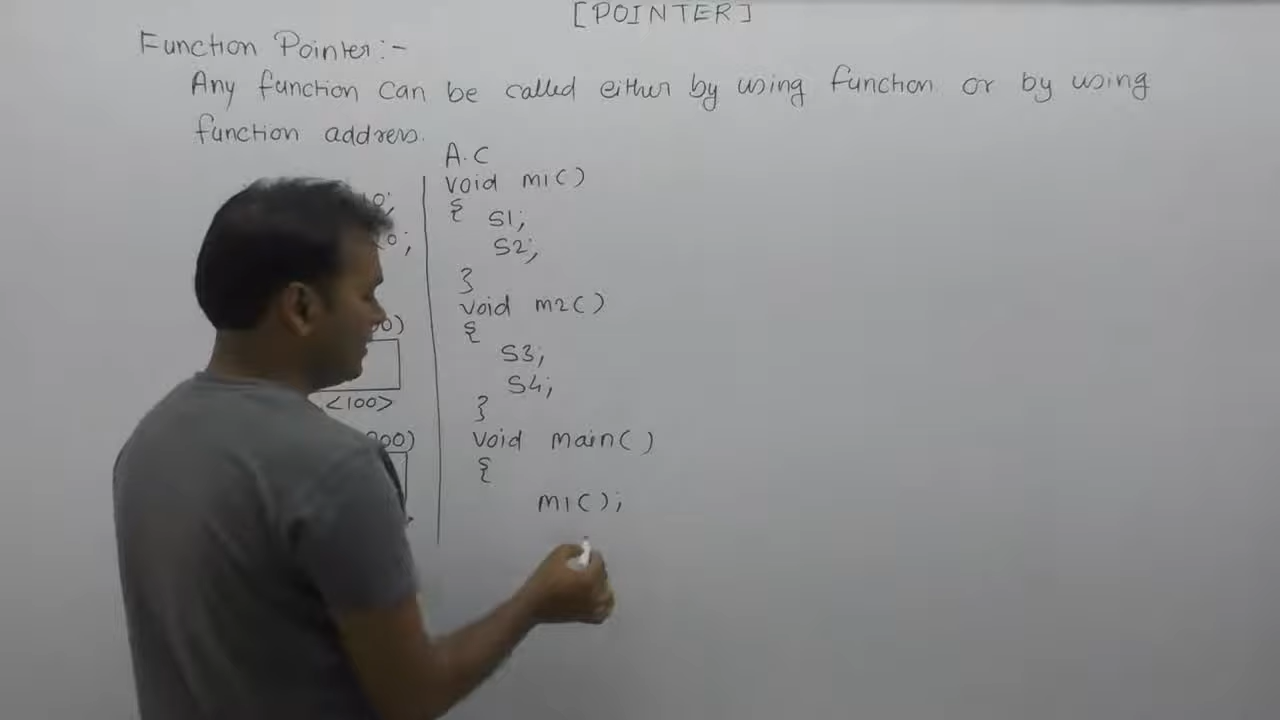 [POINTER]
Function Pointer:-
Any function can be called either by using function or by using
function address.
A.C
void m1()
{ S1;
S2;
}
void m2()
{
S3;
S4;
}
void main()
{
m1();
<100>